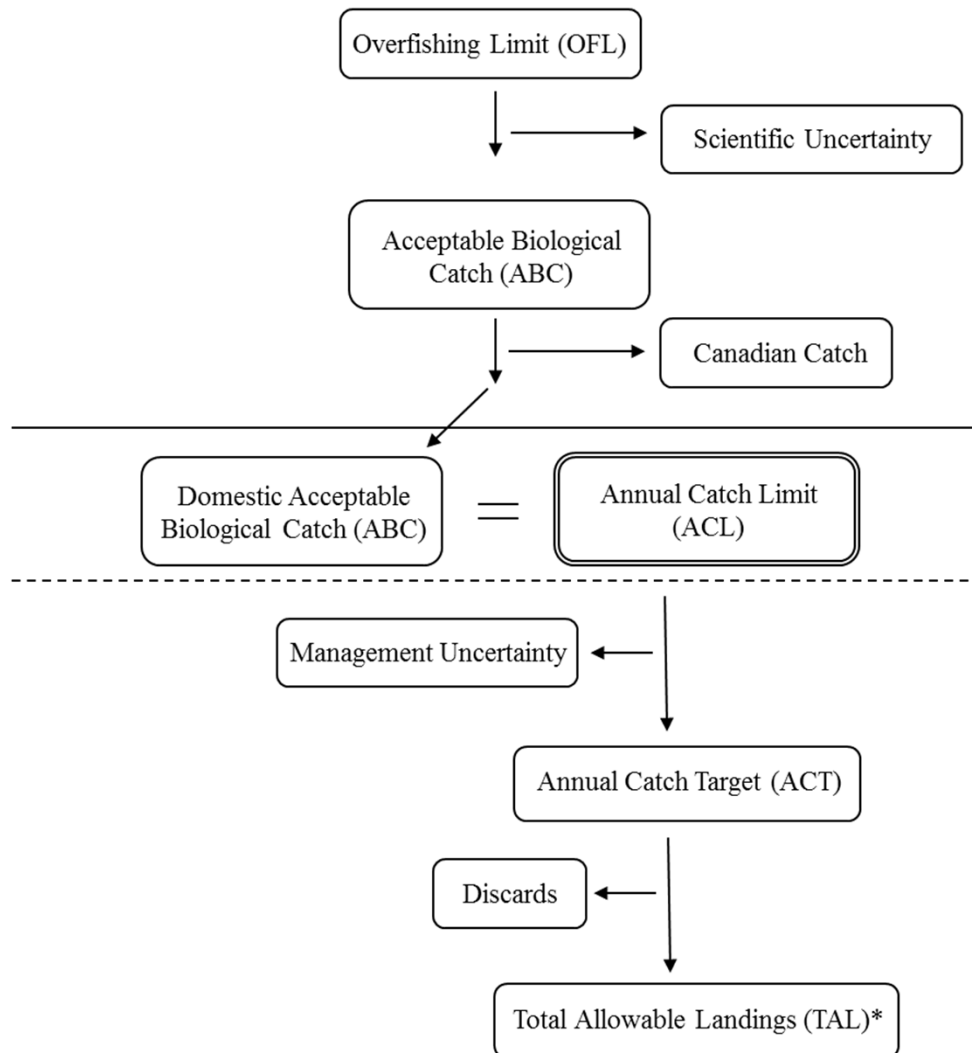 Overfishing Limit (OFL)
Scientific Uncertainty
Acceptable Biological
Catch (ABC)
Canadian Catch
Domestic Acceptable
Biological Catch (ABC)
=
Annual Catch Limit
(ACL)
Management Uncertainty
Annual Catch Target (ACT)
Discards
Total Allowable Landings (TAL)*